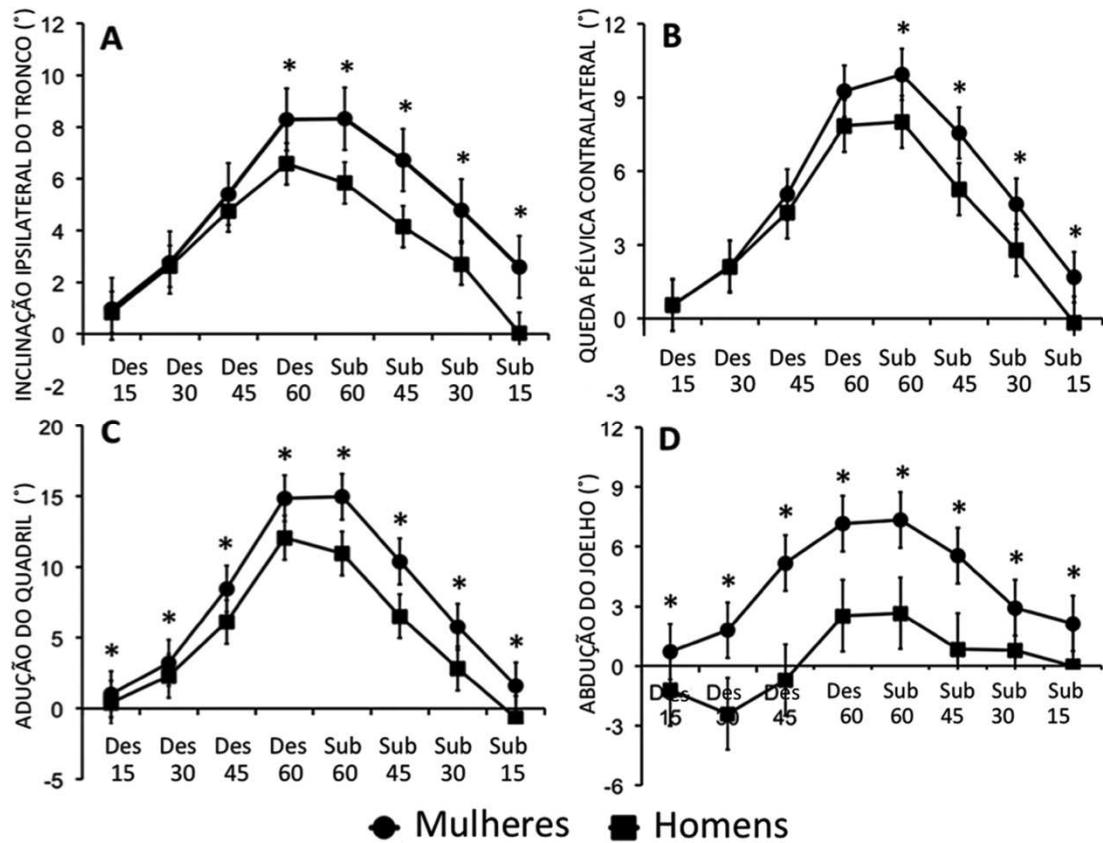 A
INCLINAÇÃO IPSILATERAL DO TRONCO (°)
12
10
8
6
4
2
0
-2
* * * * *
Des Des Des Des Sub Sub Sub Sub
15 30 45 60 60 45 30 15
B
QUEDA PÉLVICA CONTRALATERAL (°)
12
9
6
3
0
-3
* * * *
Des Des Des Des Sub Sub Sub Sub
15 30 45 60 60 45 30 15
C
ADUÇÃO DO QUADRIL (°)
20
15
10
5
0
-5
* * * * * * * *
Des Des Des Des Sub Sub Sub Sub
15 30 45 60 60 45 30 15
D
ABDUÇÃO DO JOELHO (°)
12
9
6
3
0
-3
-6
* * * * * * * *
Des Des Des Des Sub Sub Sub Sub
15 30 45 60 60 45 30 15
Mulheres Homens